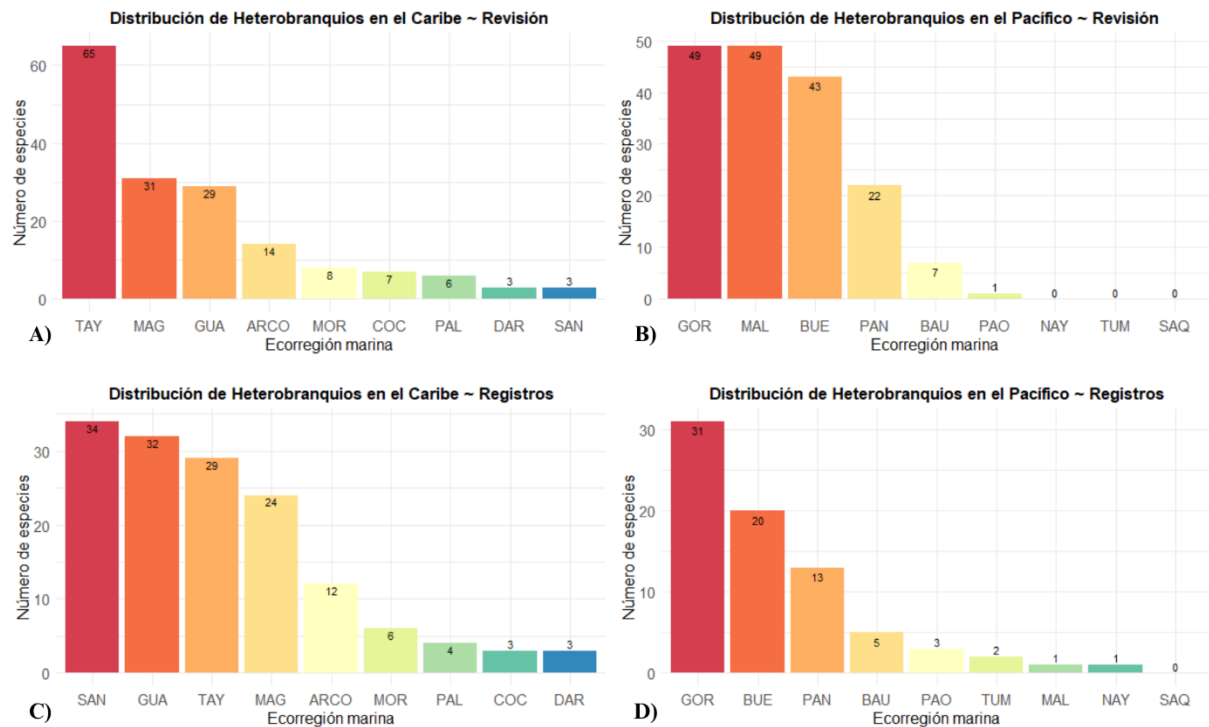 Distribución de Heterobranquios en el Caribe ~ Revisión
Número de especies
60
40
20
0
65
31
29
14
8
7
6
3
3
TAY MAG GUA ARCO MOR COC PAL DAR SAN
Ecorregión marina
A)
Distribución de Heterobranquios en el Pacífico ~ Revisión
Número de especies
50
40
30
20
10
0
49
49
43
22
7
1
0
0
0
GOR MAL BUE PAN BAU PAO NAY TUM SAQ
Ecorregión marina
B)
Distribución de Heterobranquios en el Caribe ~ Registros
Número de especies
30
20
10
0
34
32
29
24
12
6
4
3
3
SAN GUA TAY MAG ARCO MOR PAL COC DAR
Ecorregión marina
C)
Distribución de Heterobranquios en el Pacífico ~ Registros
Número de especies
30
20
10
0
31
20
13
5
3
2
1
1
0
GOR BUE PAN BAU PAO TUM MAL NAY SAQ
Ecorregión marina
D)